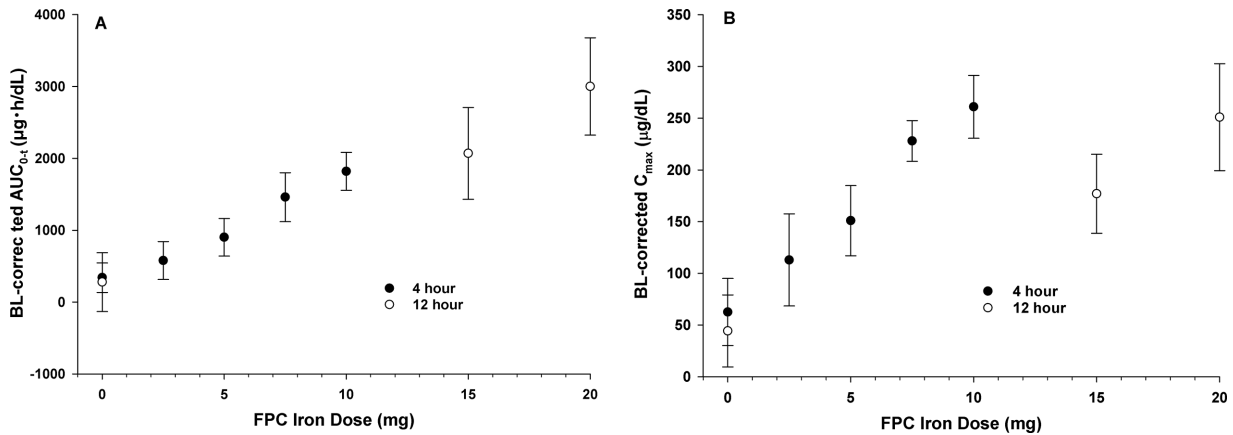 A
BL-correc ted AUC0-t (µg·h/dL)
4000
3000
2000
1000
0
-1000
4 hour
12 hour
0 5 10 15 20
FPC Iron Dose (mg)
B
BL-corrected Cmax (µg/dL)
350
300
250
200
150
100
50
0
4 hour
12 hour
0 5 10 15 20
FPC Iron Dose (mg)